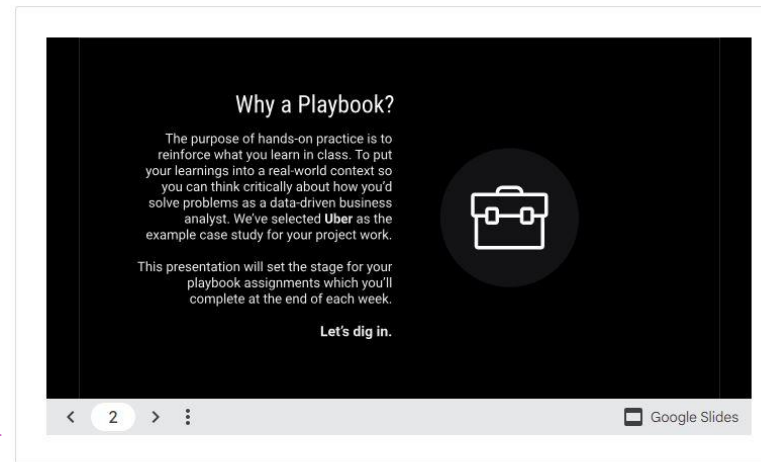 Why a Playbook?
The purpose of hands-on practice is to
reinforce what you learn in class. To put
your learnings into a real-world context so
you can think critically about how you’d
solve problems as a data-driven business
analyst. We’ve selected Uber as the
example case study for your project work.
This presentation will set the stage for your
playbook assignments which you’ll
complete at the end of each week.
Let’s dig in.
2
Google Slides